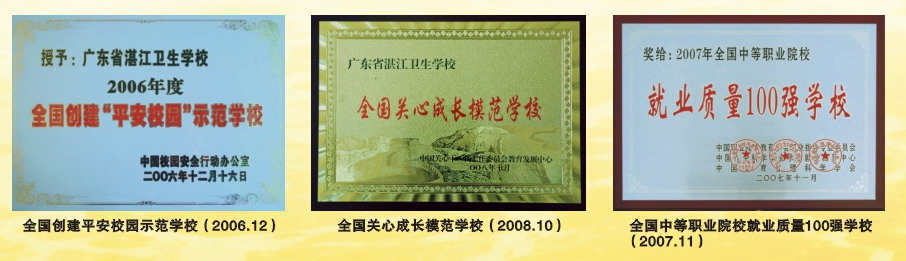 授予：广东省湛江卫生学校
2006年度
全国创建“平安校园”示范学校
中国校园安全行动办公室
二〇〇六年十二月十六日
全国创建平安校园示范学校（2006.12）
广东省湛江卫生学校
全国关心成长模范学校
二〇〇八年十月
全国关心成长模范学校（2008.10）
奖给：2007年全国中等职业院校
就业质量100强学校
二〇〇七年十一月
全国中等职业院校就业质量100强学校
（2007.11）